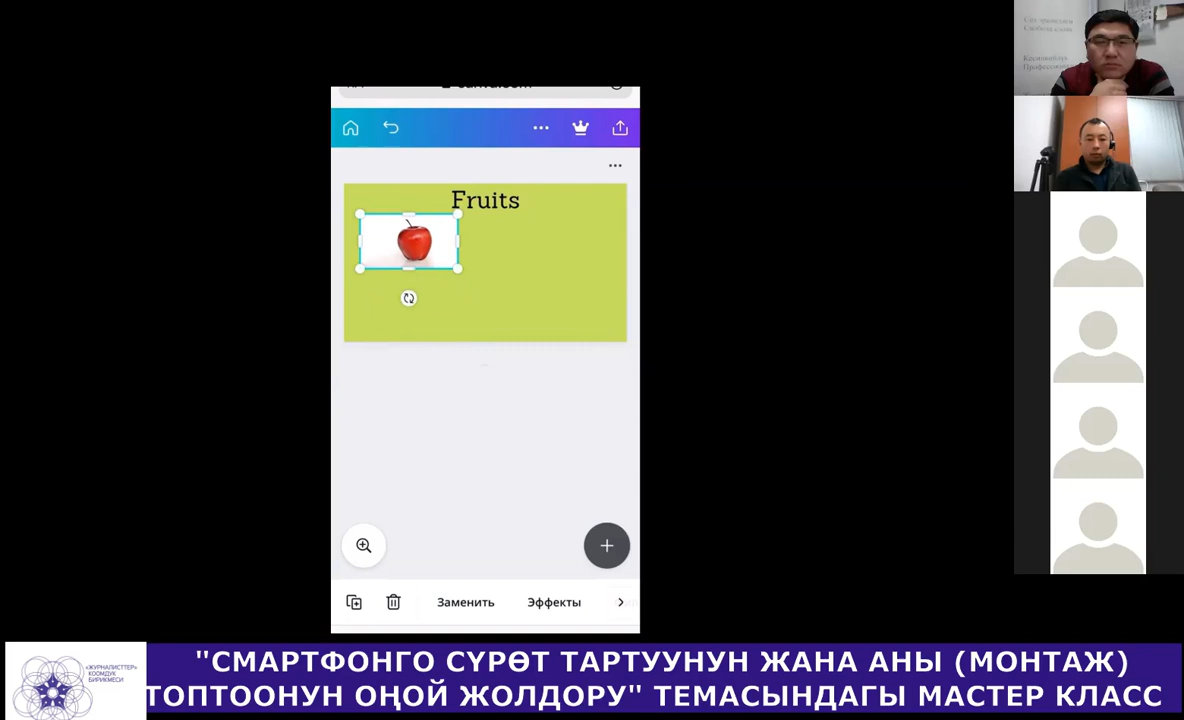 Fruits
Заменить
Эффекты
"СМАРТФОНГО СҮРӨТ ТАРТУУНУН ЖАНА АНЫ (МОНТАЖ)
ТОПТООНУН ОҢОЙ ЖОЛДОРУ" ТЕМАСЫНДАГЫ МАСТЕР КЛАСС
«ЖУРНАЛИСТТЕР»
КООМДУК
БИРИКМЕСИ